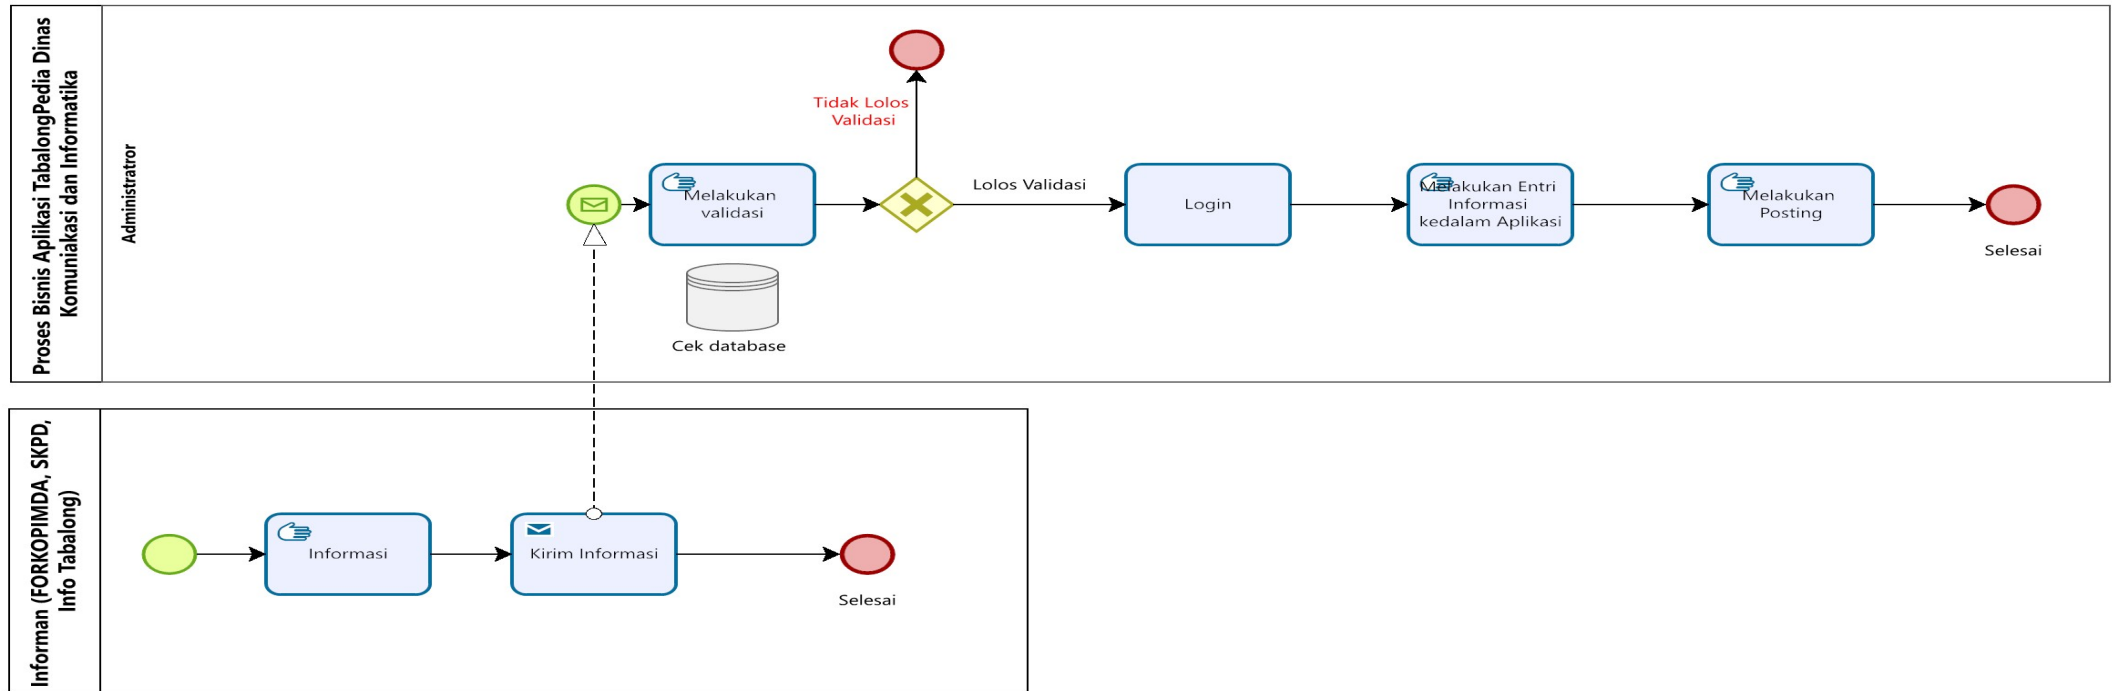 Proses Bisnis Aplikasi TabalongPedia Dinas
Komuniakasi dan Informatika
Administratror
Tidak Lolos
Validasi
Melakukan
validasi
Cek database
Lolos Validasi
Login
Melakukan Entri
Informasi
kedalam Aplikasi
Melakukan
Posting
Selesai
Informan (FORKOPIMDA, SKPD,
Info Tabalong)
Informasi
Kirim Informasi
Selesai